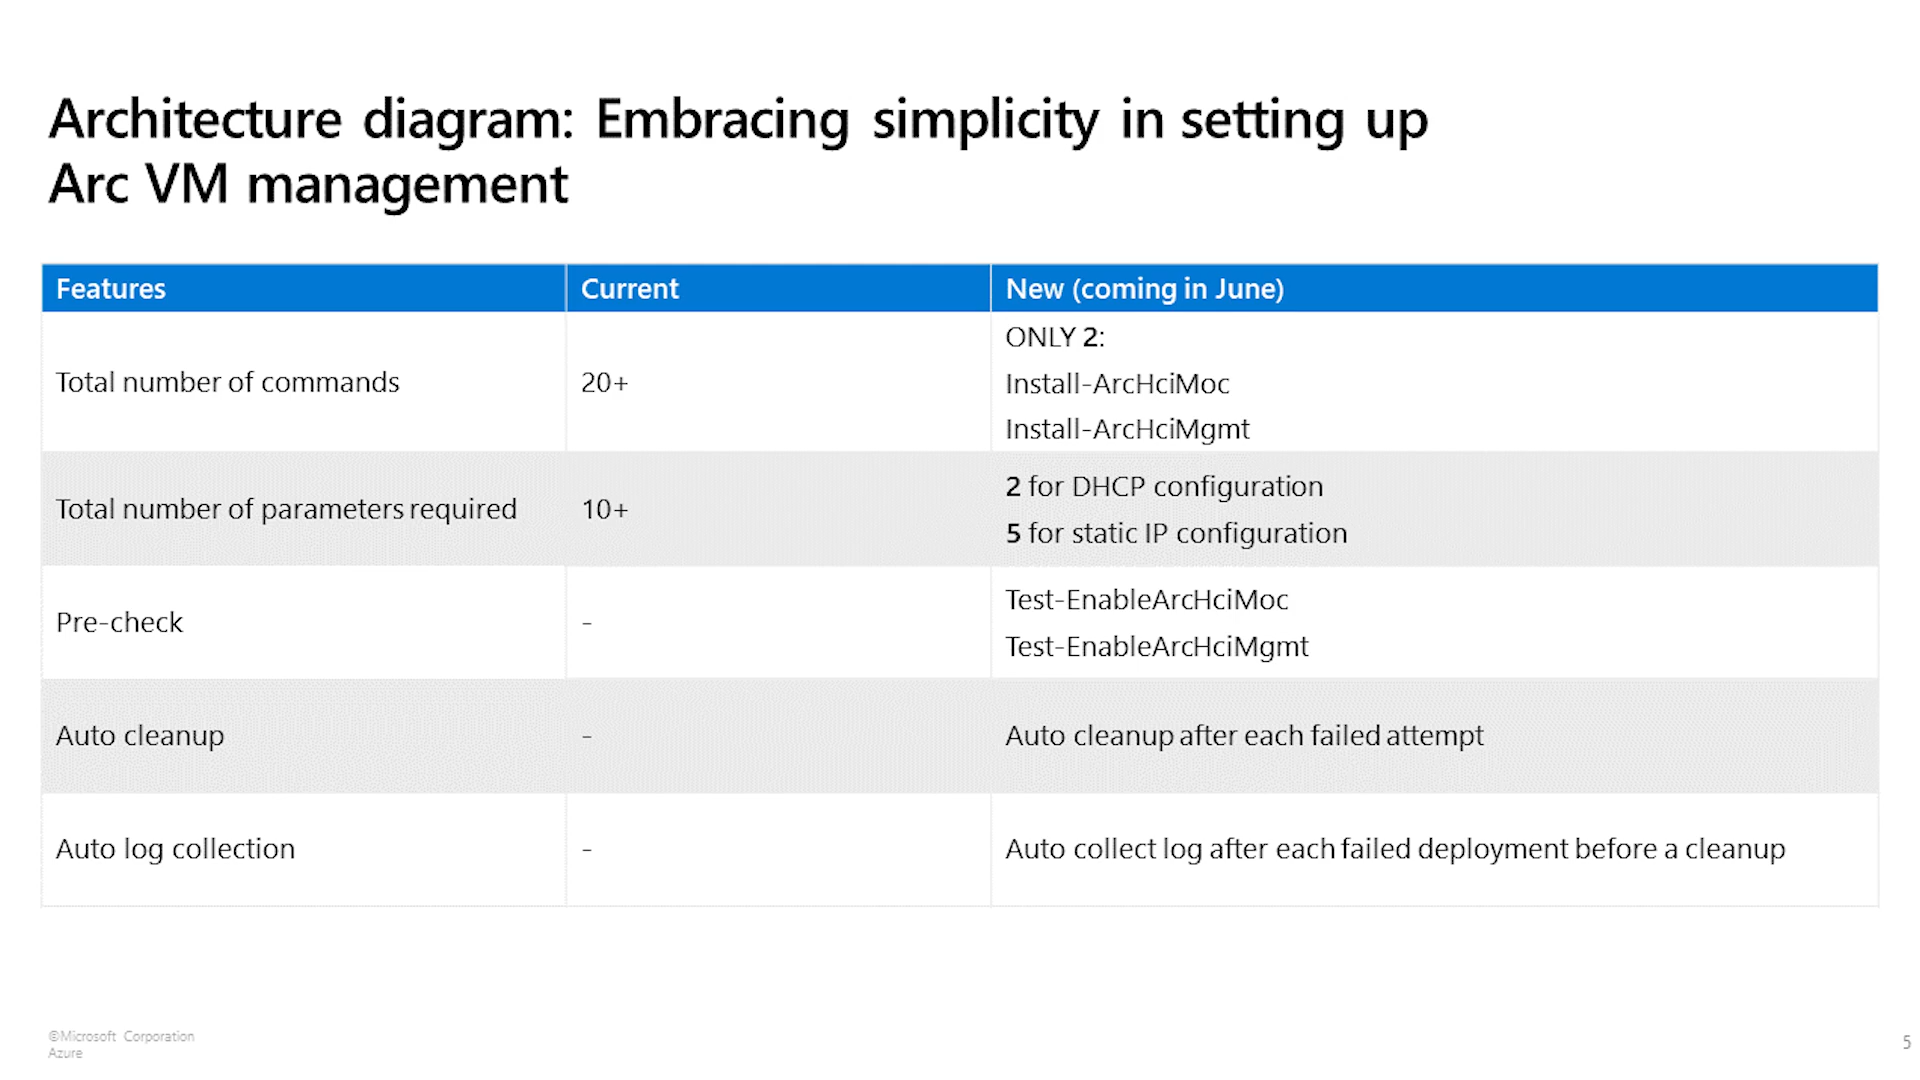 Architecture diagram: Embracing simplicity in setting up
Arc VM management
Features
Current
New (coming in June)
Total number of commands
20+
ONLY 2:
Install-ArcHciMoc
Install-ArcHciMgmt
Total number of parameters required
10+
2 for DHCP configuration
5 for static IP configuration
Pre-check
-
Test-EnableArcHciMoc
Test-EnableArcHciMgmt
Auto cleanup
-
Auto cleanup after each failed attempt
Auto log collection
-
Auto collect log after each failed deployment before a cleanup
©Microsoft Corporation
Azure
5